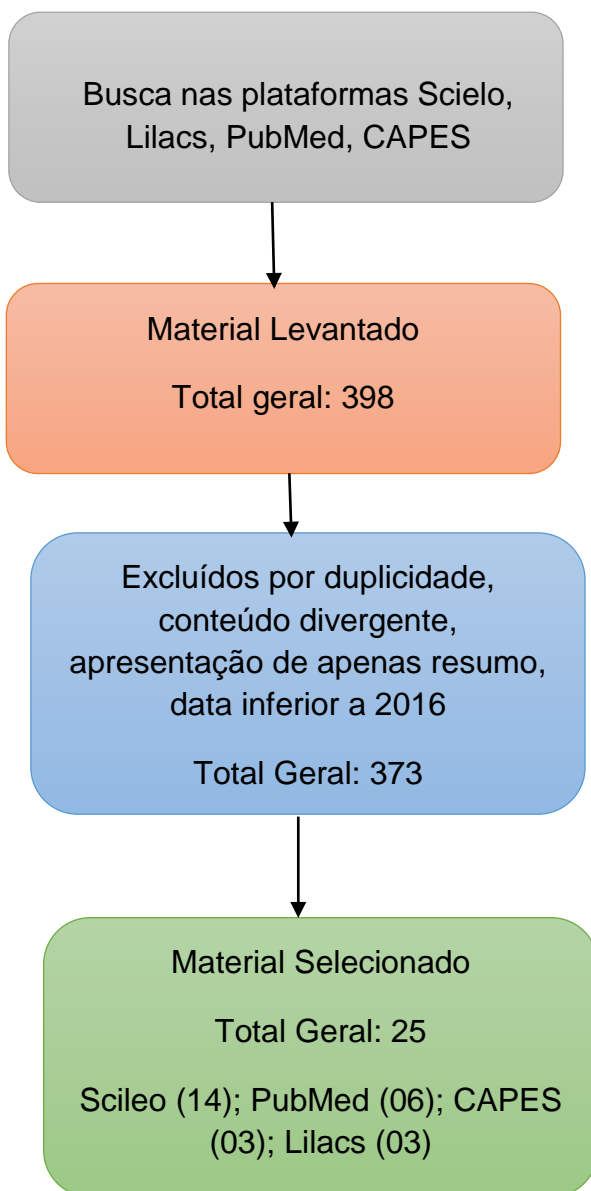 Busca nas plataformas Scielo,
Lilacs, PubMed, CAPES
Material Levantado
Total geral: 398
Excluídos por duplicidade,
conteúdo divergente,
apresentação de apenas resumo,
data inferior a 2016
Total Geral: 373
Material Selecionado
Total Geral: 25
Scileo (14); PubMed (06); CAPES
(03); Lilacs (03)